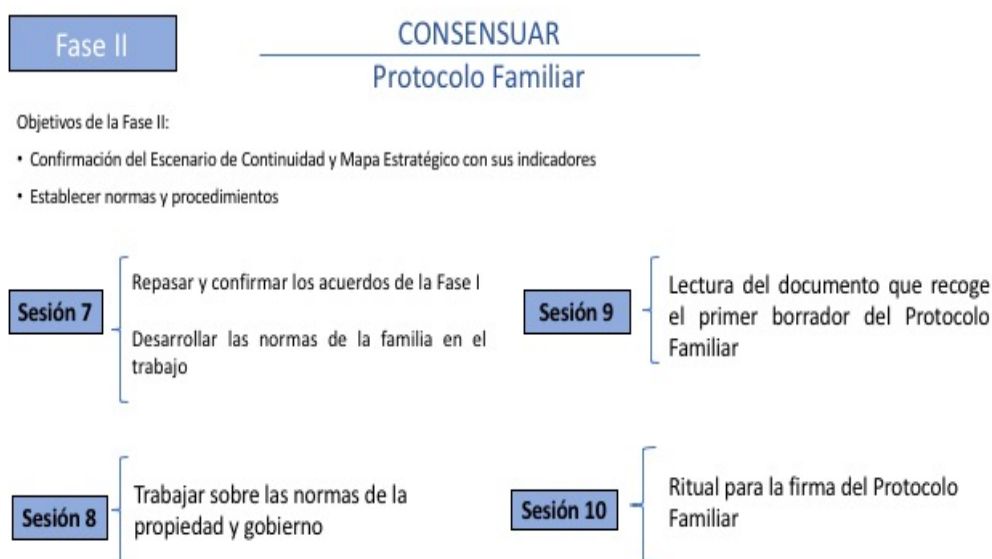 Fase II
CONSENSUAR
Protocolo Familiar
Objetivos de la Fase II:
• Confirmación del Escenario de Continuidad y Mapa Estratégico con sus indicadores
• Establecer normas y procedimientos
Sesión 7
Repasar y confirmar los acuerdos de la Fase I
Desarrollar las normas de la familia en el
trabajo
Sesión 8
Trabajar sobre las normas de la
propiedad y gobierno
Sesión 9
Lectura del documento que recoge
el primer borrador del Protocolo
Familiar
Sesión 10
Ritual para la firma del Protocolo
Familiar